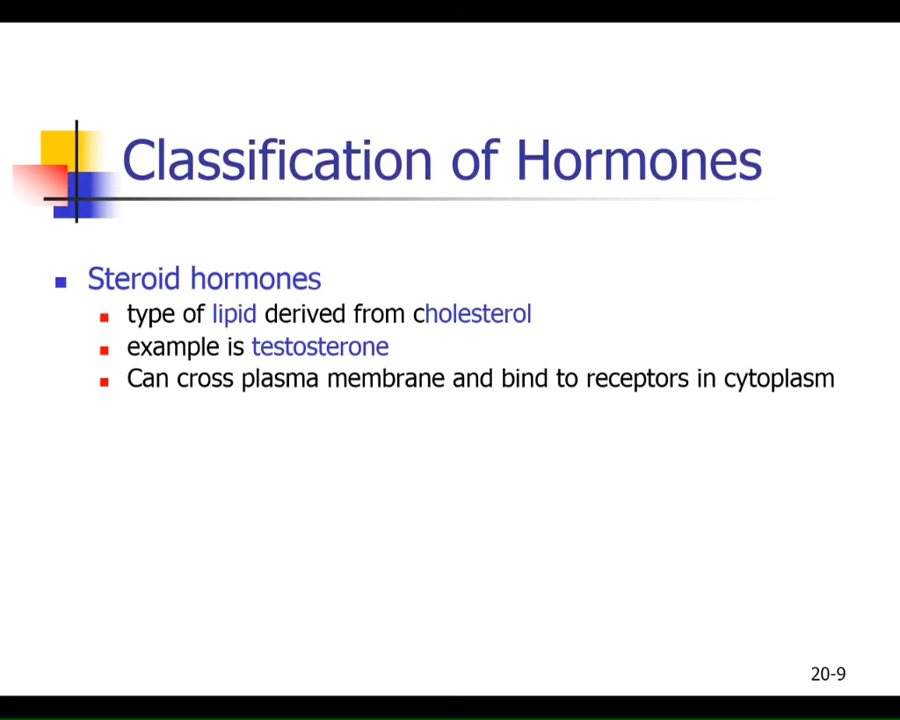 Classification of Hormones
Steroid hormones
type of lipid derived from cholesterol
example is testosterone
Can cross plasma membrane and bind to receptors in cytoplasm
20-9